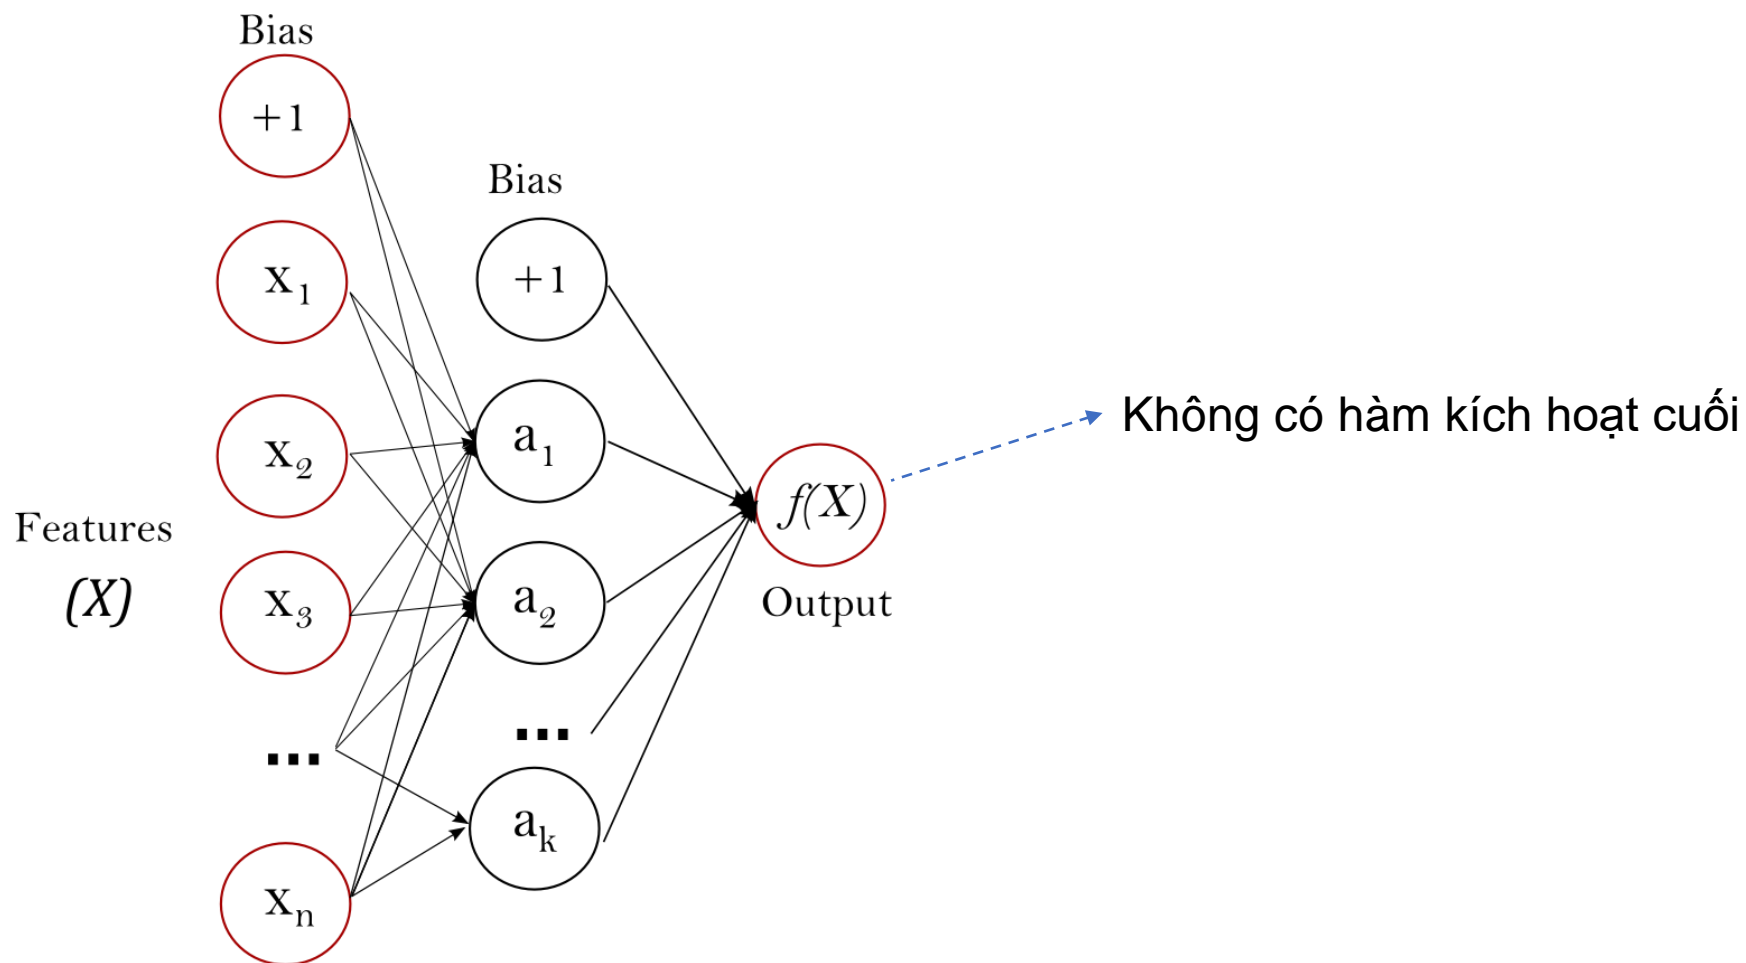 Bias
+1
x1
x2
x3
...
xn
Features
(X)
Bias
+1
a1
a2
...
ak
f(X)
Output
Không có hàm kích hoạt cuối